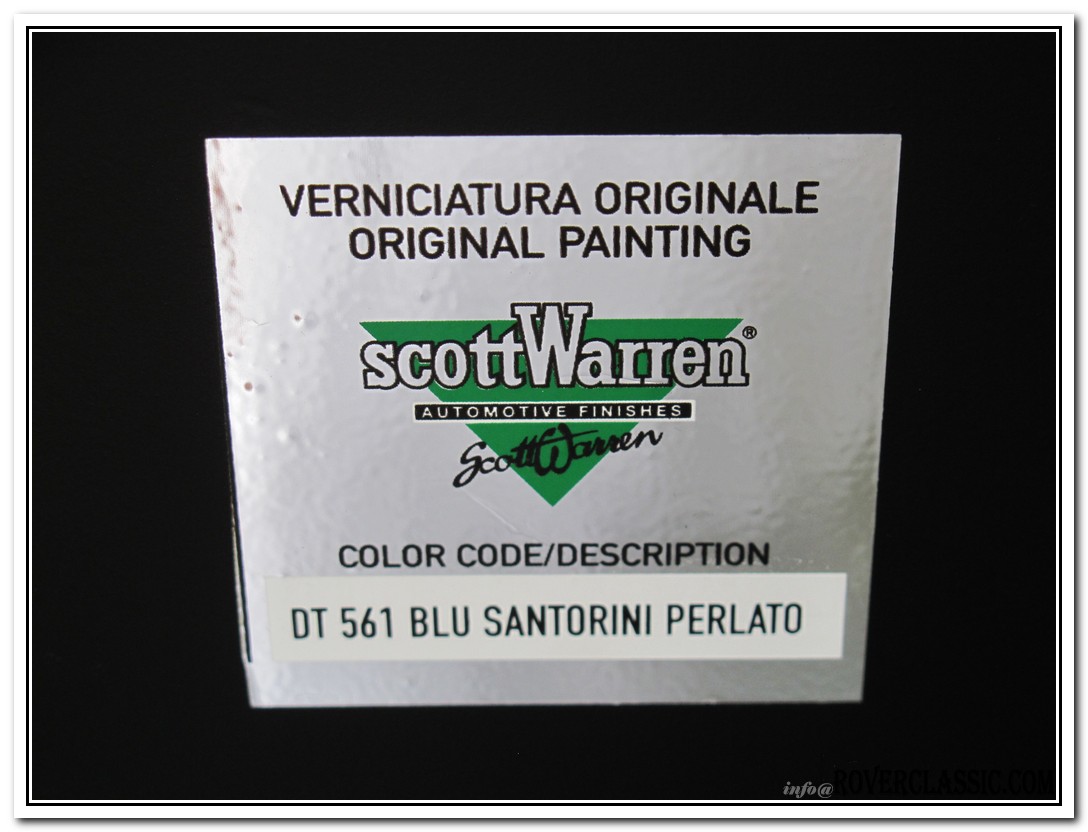 VERNICIATURA ORIGINALE
ORIGINAL PAINTING
scottWarren®
AUTOMOTIVE FINISHES
Scott Warren
COLOR CODE/DESCRIPTION
DT 561 BLU SANTORINI PERLATO
info@ROVERCLASSIC.COM